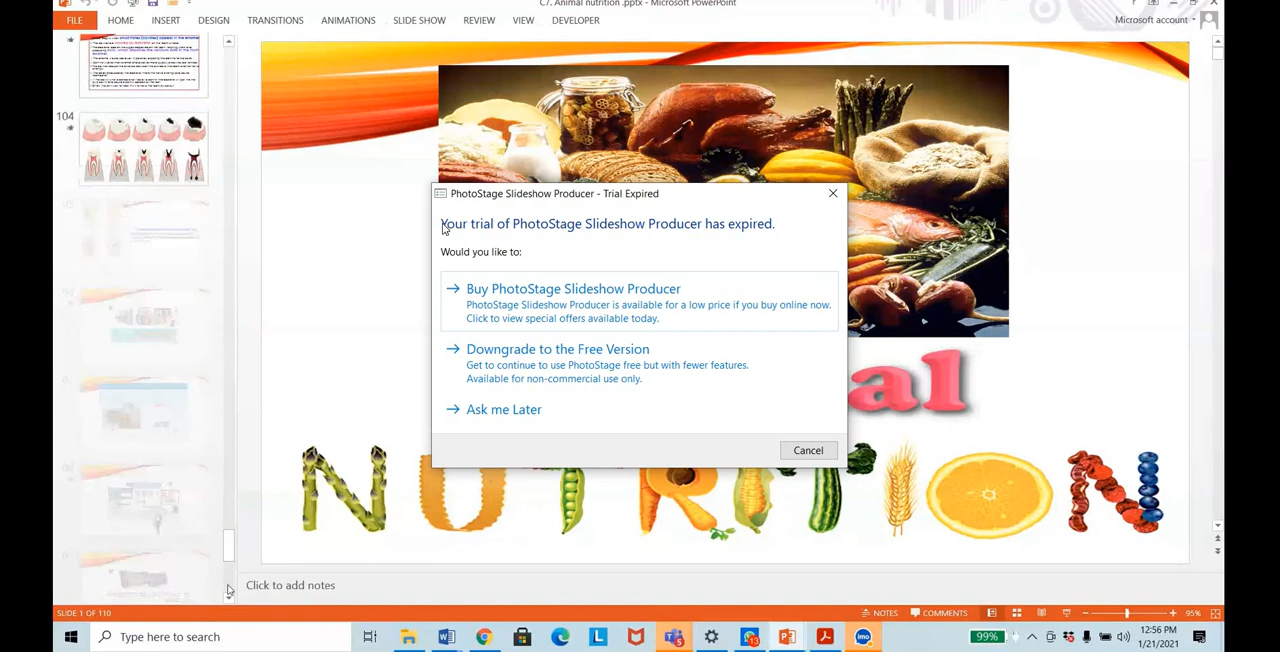 C7. Animal nutrition .pptx - Microsoft PowerPoint
FILE HOME INSERT DESIGN TRANSITIONS ANIMATIONS SLIDE SHOW REVIEW VIEW DEVELOPER Microsoft account
104
PhotoStage Slideshow Producer - Trial Expired
Your trial of PhotoStage Slideshow Producer has expired.
Would you like to:
Buy PhotoStage Slideshow Producer
PhotoStage Slideshow Producer is available for a low price if you buy online now.
Click to view special offers available today.
Downgrade to the Free Version
Get to continue to use PhotoStage free but with fewer features.
Available for non-commercial use only.
Ask me Later
Cancel
al
NUTRITION
Click to add notes
SLIDE 1 OF 110 NOTES COMMENTS 95%
Type here to search
99%
12:56 PM
1/21/2021